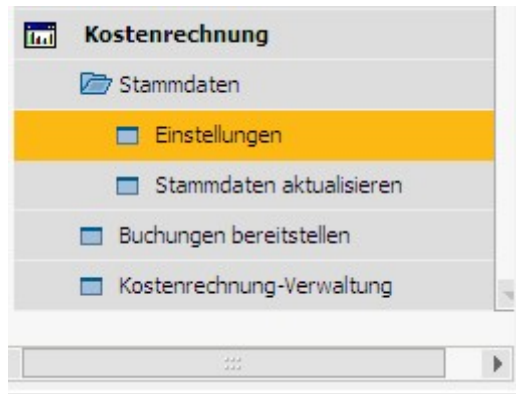 Kostenrechnung
Stammdaten
Einstellungen
Stammdaten aktualisieren
Buchungen bereitstellen
Kostenrechnung-Verwaltung